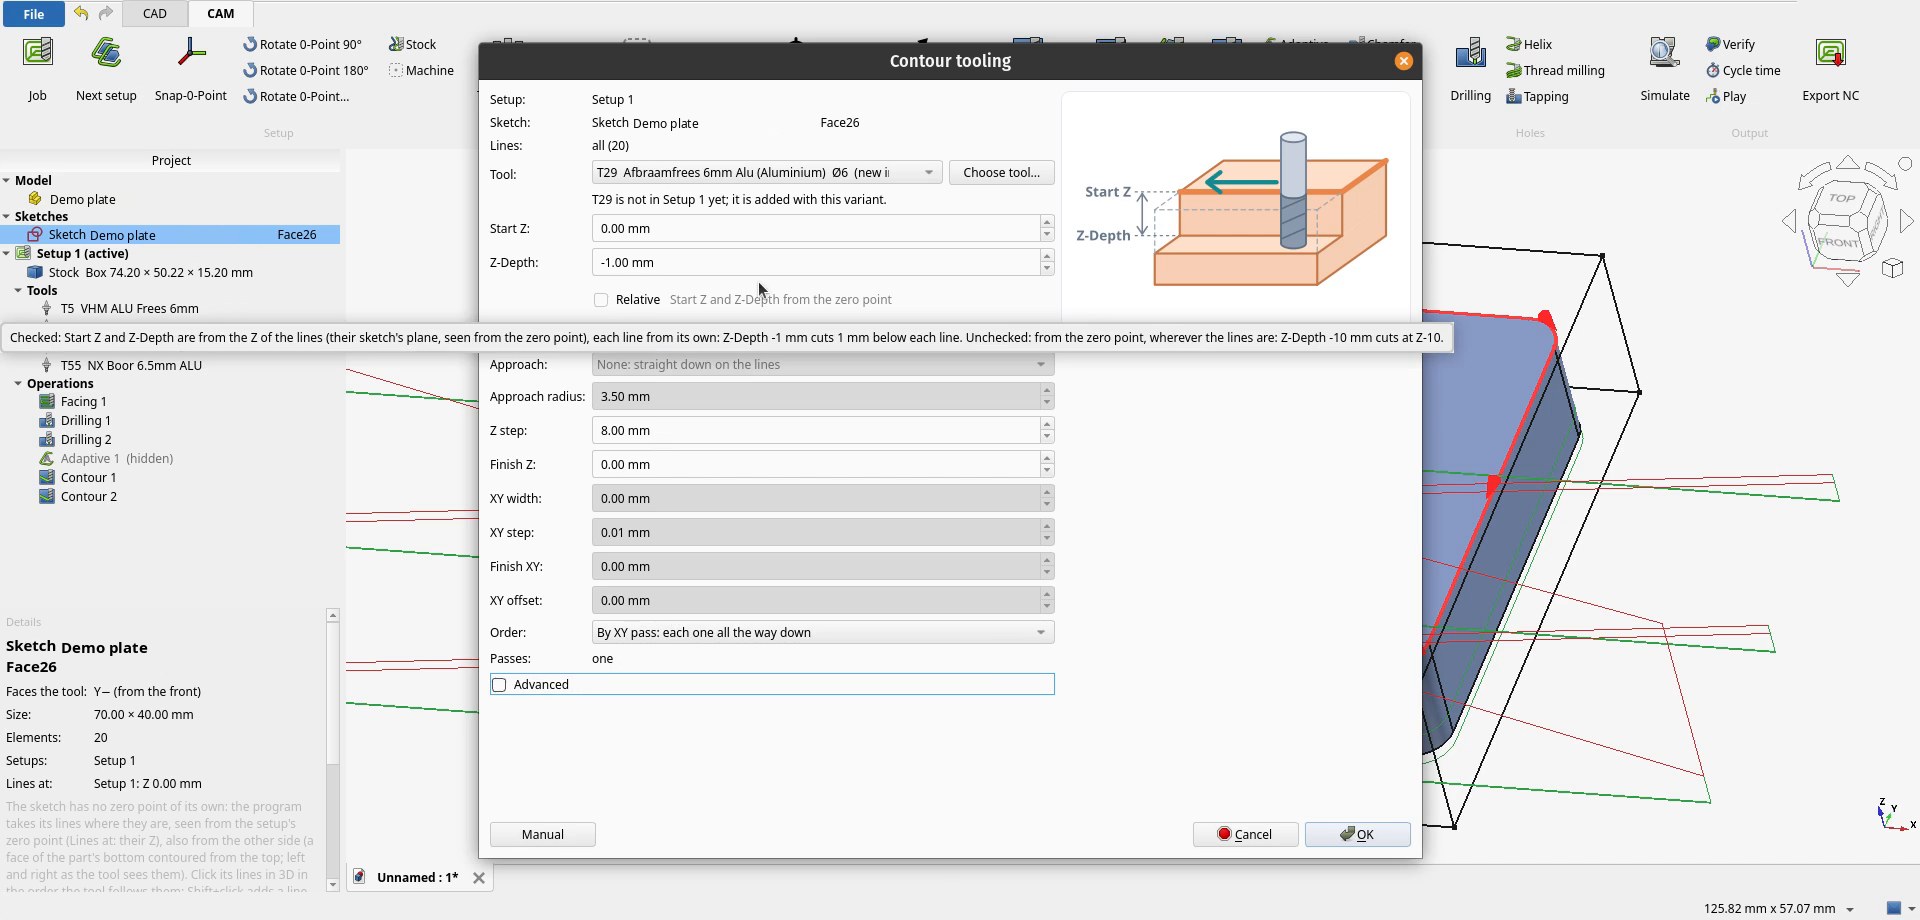 File
CAD
CAM
Job
Next setup
Snap-0-Point
Rotate 0-Point 90°
Rotate 0-Point 180°
Rotate 0-Point...
Stock
Machine
Setup
Contour tooling
Drilling
Helix
Thread milling
Tapping
Holes
Simulate
Verify
Cycle time
Play
Export NC
Output
Project
Model
Demo plate
Sketches
Sketch Demo plate Face26
Setup 1 (active)
Stock Box 74.20 × 50.22 × 15.20 mm
Tools
T5 VHM ALU Frees 6mm
T55 NX Boor 6.5mm ALU
Operations
Facing 1
Drilling 1
Drilling 2
Adaptive 1 (hidden)
Contour 1
Contour 2
Details
Sketch Demo plate
Face26
Faces the tool: Y− (from the front)
Size: 70.00 × 40.00 mm
Elements: 20
Setups: Setup 1
Lines at: Setup 1: Z 0.00 mm
The sketch has no zero point of its own: the program
takes its lines where they are, seen from the setup's
zero point (Lines at: their Z), also from the other side (a
face of the part's bottom contoured from the top; left
and right as the tool sees them). Click its lines in 3D in
the order the tool follows them; Shift+click adds a line
Setup: Setup 1
Sketch: Sketch Demo plate Face26
Lines: all (20)
Tool: T29 Afbraamfrees 6mm Alu (Aluminium) Ø6 (new i
Choose tool...
T29 is not in Setup 1 yet; it is added with this variant.
Start Z: 0.00 mm
Z-Depth: -1.00 mm
Relative Start Z and Z-Depth from the zero point
Checked: Start Z and Z-Depth are from the Z of the lines (their sketch's plane, seen from the zero point), each line from its own: Z-Depth -1 mm cuts 1 mm below each line. Unchecked: from the zero point, wherever the lines are: Z-Depth -10 mm cuts at Z-10.
Approach: None: straight down on the lines
Approach radius: 3.50 mm
Z step: 8.00 mm
Finish Z: 0.00 mm
XY width: 0.00 mm
XY step: 0.01 mm
Finish XY: 0.00 mm
XY offset: 0.00 mm
Order: By XY pass: each one all the way down
Passes: one
Advanced
Manual
Cancel
OK
Start Z
Z-Depth
TOP
FRONT
Z
Y
X
Unnamed : 1*
125.82 mm x 57.07 mm